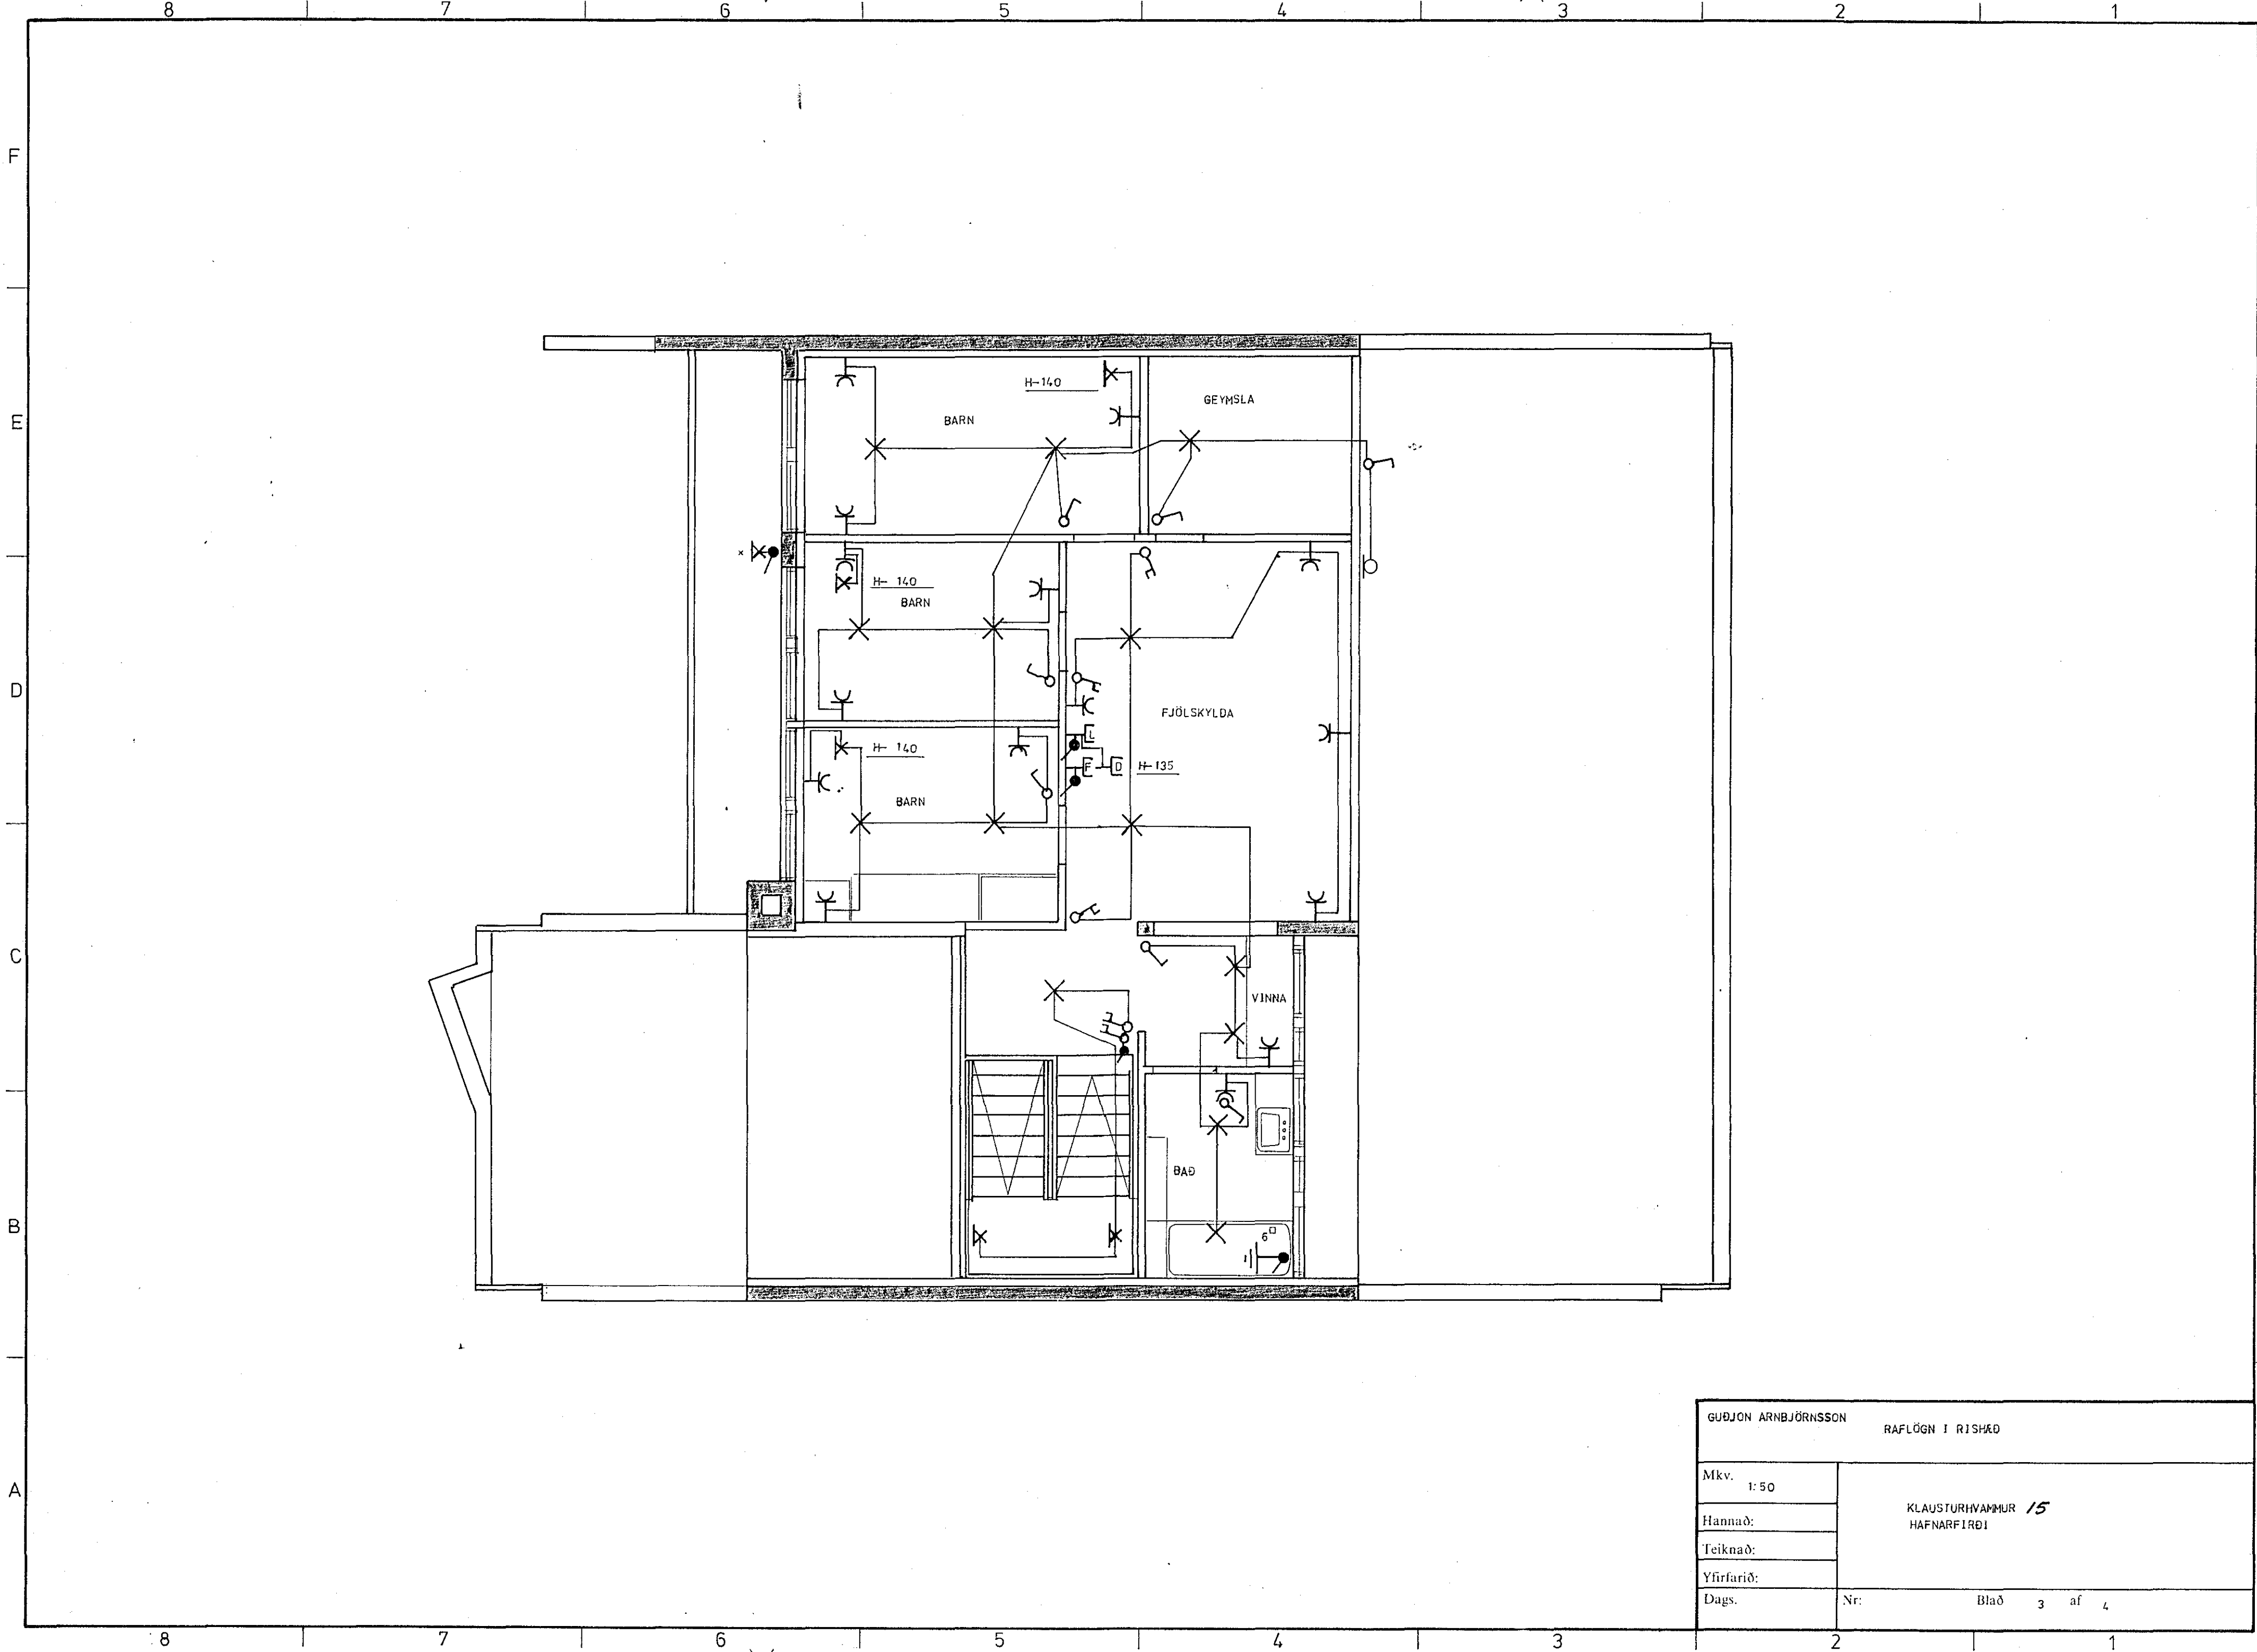 8 7 6 5 4 3 2 1
F
E
D
C
B
A
H-140
BARN
GEYMSLA
H- 140
BARN
FJÖLSKYLDA
L
H- 140
F D H-135
BARN
VINNA
BAÐ
6
GUÐJON ARNBJÖRNSSON
RAFLÖGN I RISHÆÐ
Mkv. 1:50
KLAUSTURHVAMMUR 15
HAFNARFIRÐI
Hannað:
Teiknað:
Yfirfarið:
Dags. Nr: Blað 3 af 4
8 7 6 5 4 3 2 1